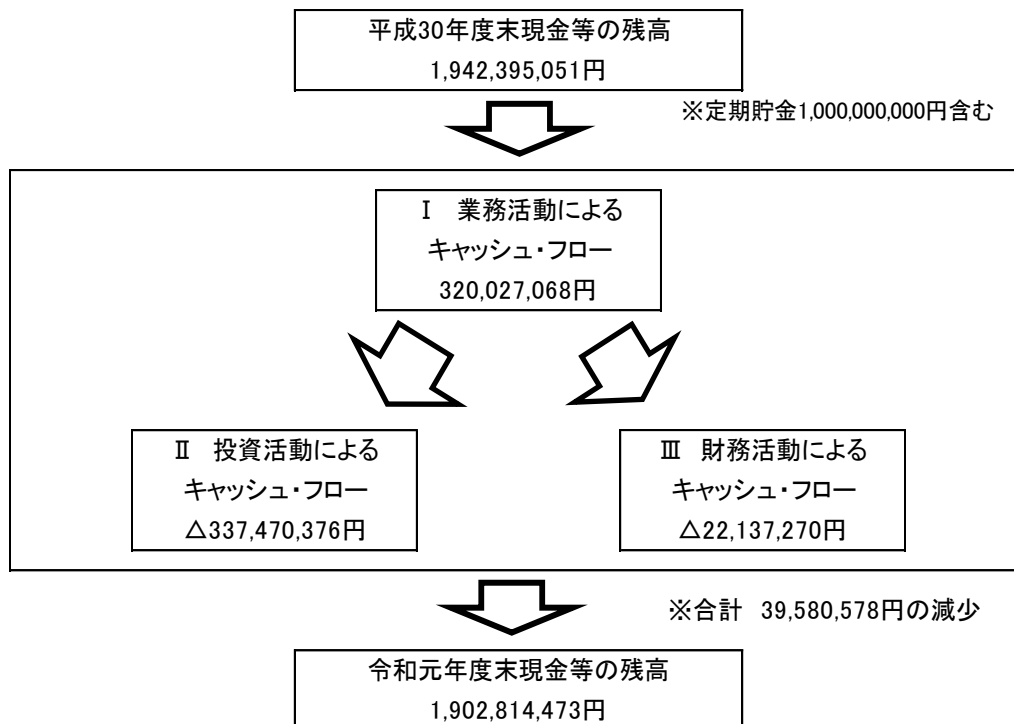 平成30年度末現金等の残高
1,942,395,051円
※定期貯金1,000,000,000円含む
Ⅰ 業務活動による
キャッシュ・フロー
320,027,068円
Ⅱ 投資活動による
キャッシュ・フロー
△337,470,376円
Ⅲ 財務活動による
キャッシュ・フロー
△22,137,270円
※合計 39,580,578円の減少
令和元年度末現金等の残高
1,902,814,473円